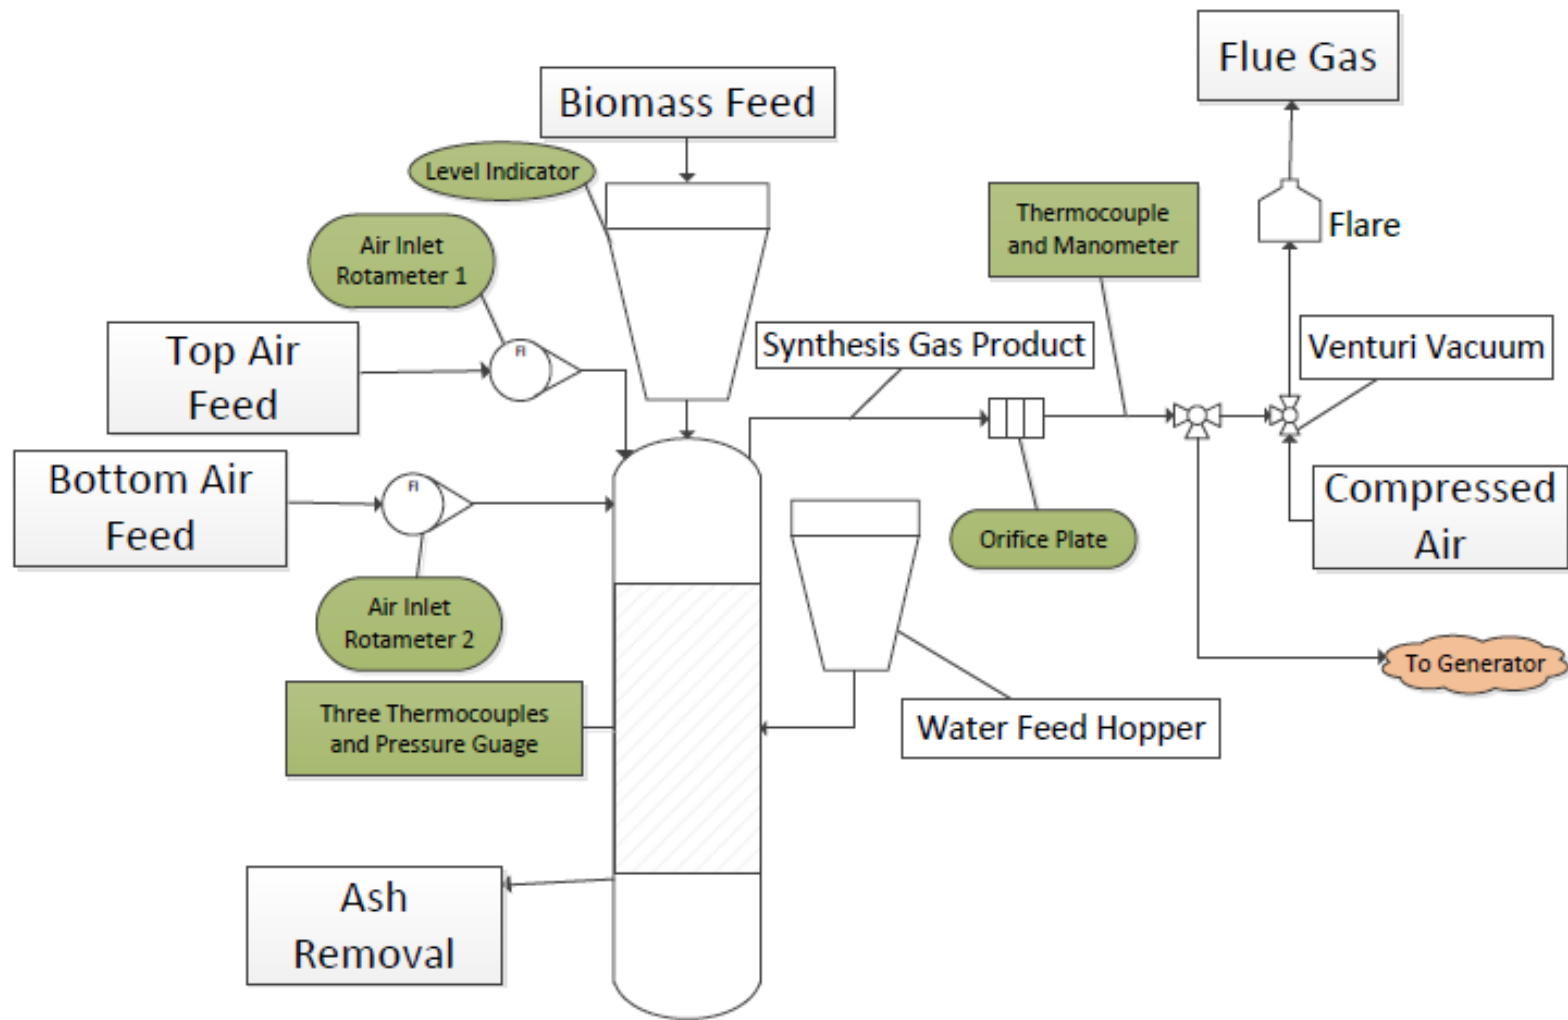 Flue Gas
Biomass Feed
Level Indicator
Thermocouple
and Manometer
Flare
Air Inlet
Rotameter 1
Top Air
Feed
FI
Synthesis Gas Product
Venturi Vacuum
Bottom Air
Feed
FI
Orifice Plate
Compressed
Air
Air Inlet
Rotameter 2
To Generator
Three Thermocouples
and Pressure Guage
Water Feed Hopper
Ash
Removal